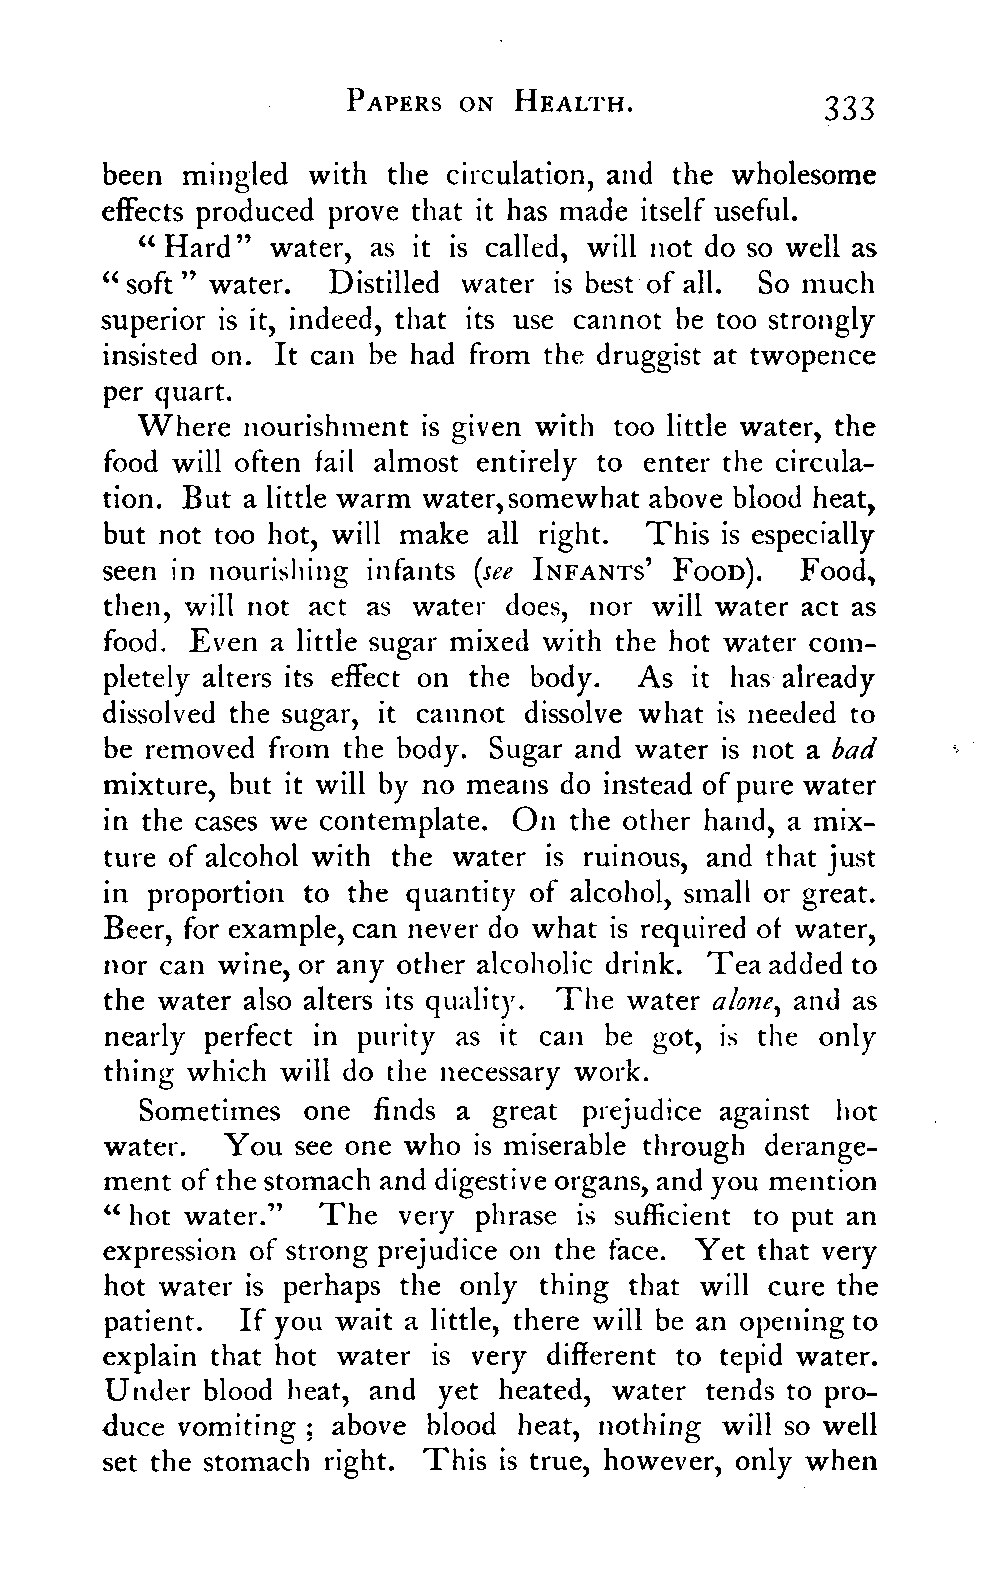 PAPERS ON HEALTH. 333
been mingled with the circulation, and the wholesome
effects produced prove that it has made itself useful.
“Hard” water, as it is called, will not do so well as
“soft” water. Distilled water is best of all. So much
superior is it, indeed, that its use cannot be too strongly
insisted on. It can be had from the druggist at twopence
per quart.
Where nourishment is given with too little water, the
food will often fail almost entirely to enter the circula-
tion. But a little warm water, somewhat above blood heat,
but not too hot, will make all right. This is especially
seen in nourishing infants (see INFANTS’ FOOD). Food,
then, will not act as water does, nor will water act as
food. Even a little sugar mixed with the hot water com-
pletely alters its effect on the body. As it has already
dissolved the sugar, it cannot dissolve what is needed to
be removed from the body. Sugar and water is not a bad
mixture, but it will by no means do instead of pure water
in the cases we contemplate. On the other hand, a mix-
ture of alcohol with the water is ruinous, and that just
in proportion to the quantity of alcohol, small or great.
Beer, for example, can never do what is required of water,
nor can wine, or any other alcoholic drink. Tea added to
the water also alters its quality. The water alone, and as
nearly perfect in purity as it can be got, is the only
thing which will do the necessary work.
Sometimes one finds a great prejudice against hot
water. You see one who is miserable through derange-
ment of the stomach and digestive organs, and you mention
“hot water.” The very phrase is sufficient to put an
expression of strong prejudice on the face. Yet that very
hot water is perhaps the only thing that will cure the
patient. If you wait a little, there will be an opening to
explain that hot water is very different to tepid water.
Under blood heat, and yet heated, water tends to pro-
duce vomiting; above blood heat, nothing will so well
set the stomach right. This is true, however, only when